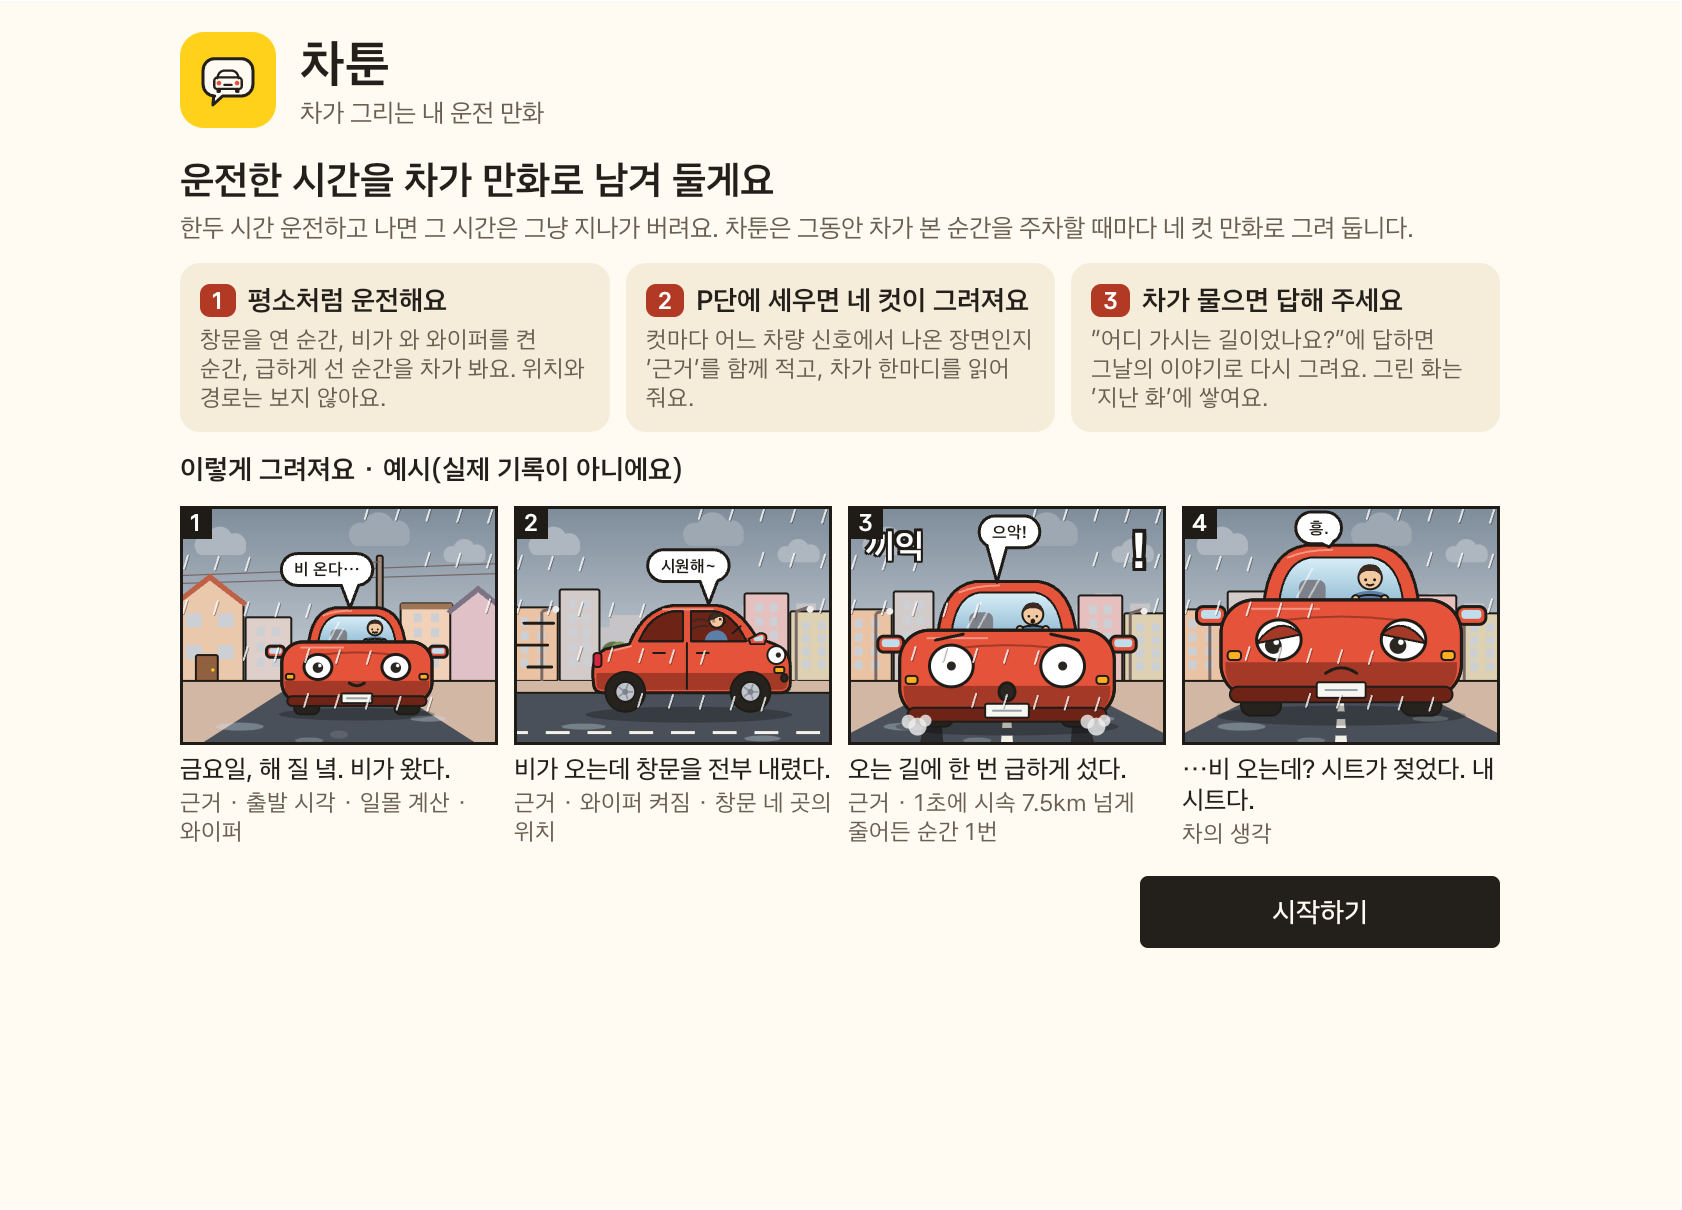 차툰
차가 그리는 내 운전 만화
운전한 시간을 차가 만화로 남겨 둘게요
한두 시간 운전하고 나면 그 시간은 그냥 지나가 버려요. 차툰은 그동안 차가 본 순간을 주차할 때마다 네 컷 만화로 그려 둡니다.
1 평소처럼 운전해요
창문을 연 순간, 비가 와 와이퍼를 켠
순간, 급하게 선 순간을 차가 봐요. 위치와
경로는 보지 않아요.
2 P단에 세우면 네 컷이 그려져요
컷마다 어느 차량 신호에서 나온 장면인지
'근거'를 함께 적고, 차가 한마디를 읽어
줘요.
3 차가 물으면 답해 주세요
"어디 가시는 길이었나요?"에 답하면
그날의 이야기로 다시 그려요. 그린 화는
'지난 화'에 쌓여요.
이렇게 그려져요 · 예시(실제 기록이 아니에요)
1
비 온다…
금요일, 해 질 녘. 비가 왔다.
근거 · 출발 시각 · 일몰 계산 ·
와이퍼
2
시원해~
비가 오는데 창문을 전부 내렸다.
근거 · 와이퍼 켜짐 · 창문 네 곳의
위치
3
끼익
으악!
!
오는 길에 한 번 급하게 섰다.
근거 · 1초에 시속 7.5km 넘게
줄어든 순간 1번
4
흥.
…비 오는데? 시트가 젖었다. 내
시트다.
차의 생각
시작하기